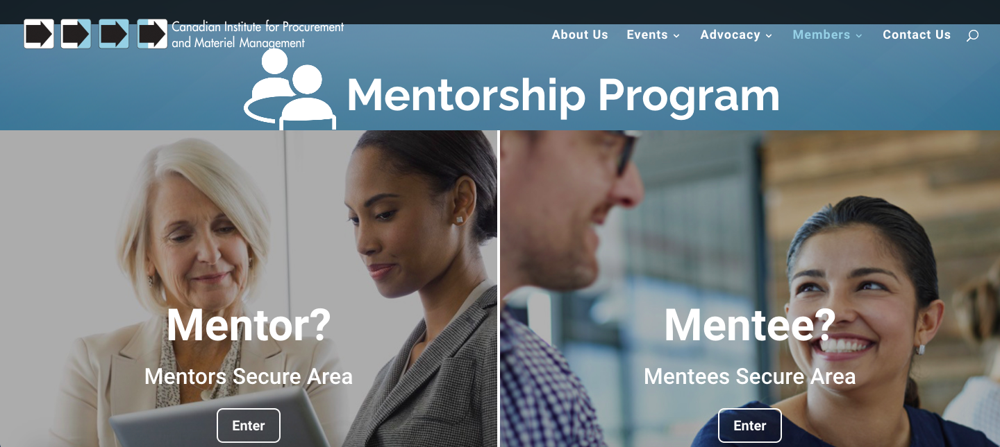 Canadian Institute for Procurement
and Materiel Management
About Us Events Advocacy Members Contact Us
Mentorship Program
Mentor?
Mentors Secure Area
Enter
Mentee?
Mentees Secure Area
Enter